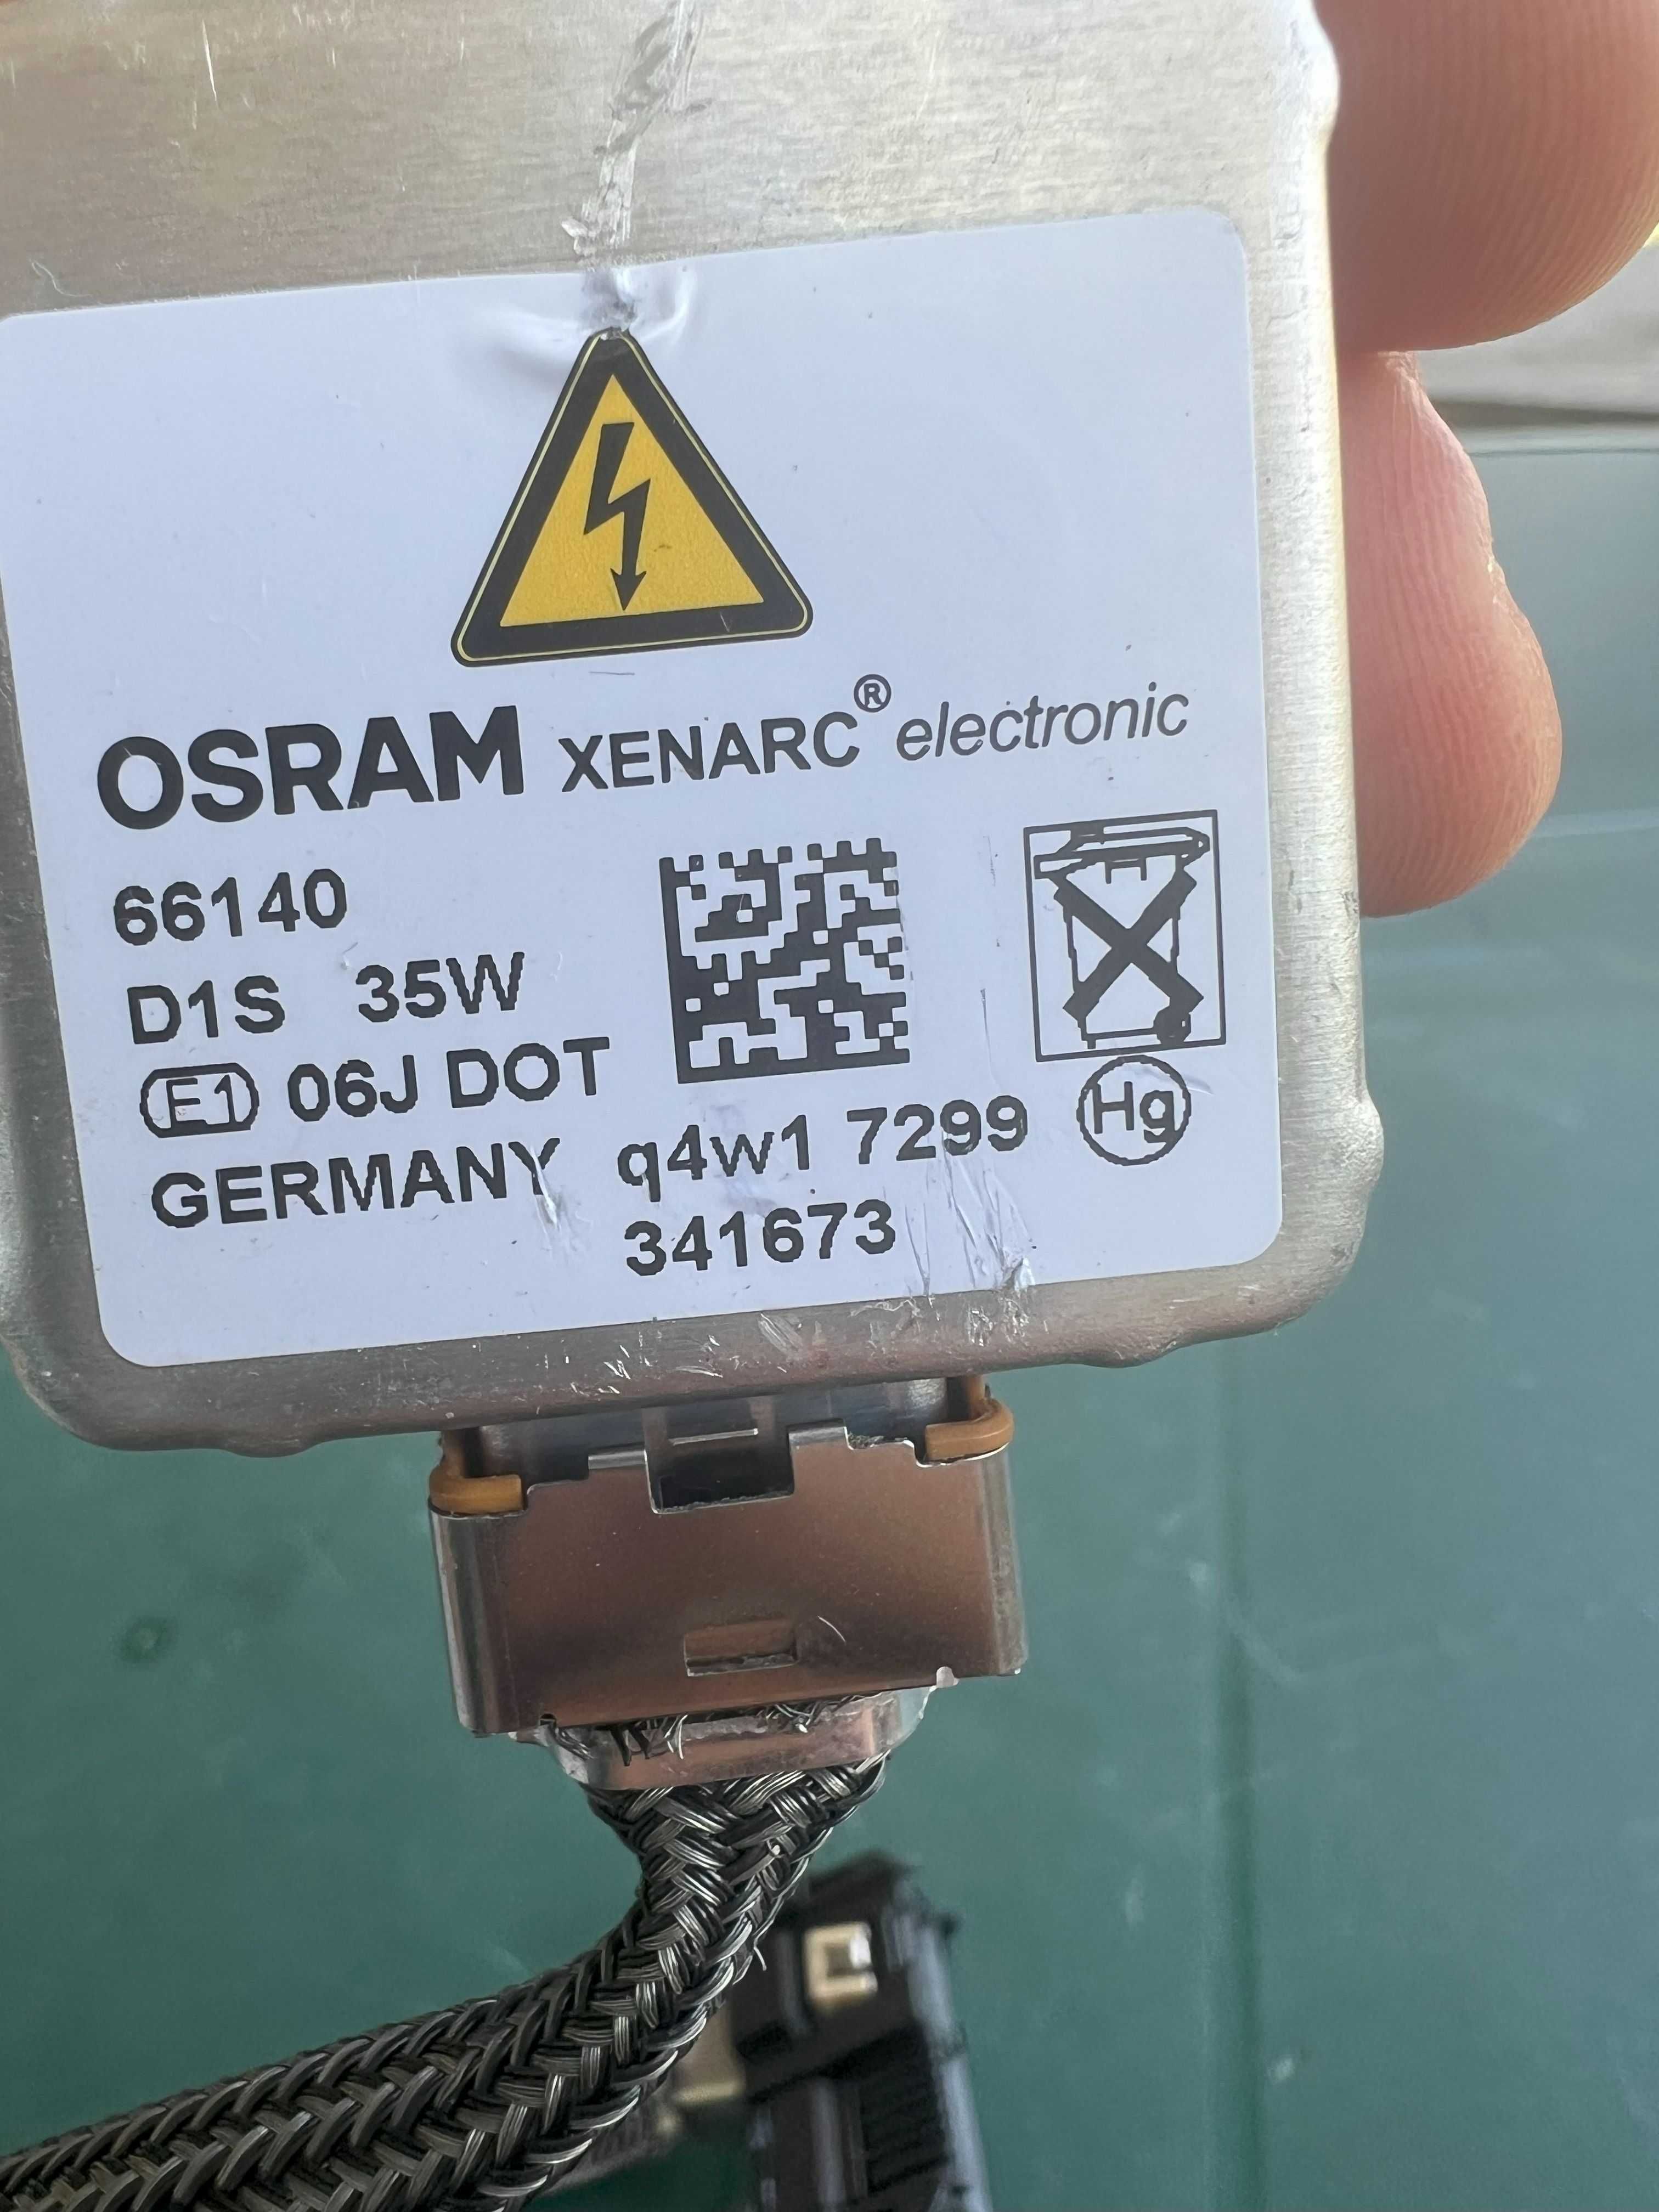 OSRAM XENARC® electronic
66140
D1S 35W
E1 06J DOT
GERMANY q4w1 7299
341673
Hg